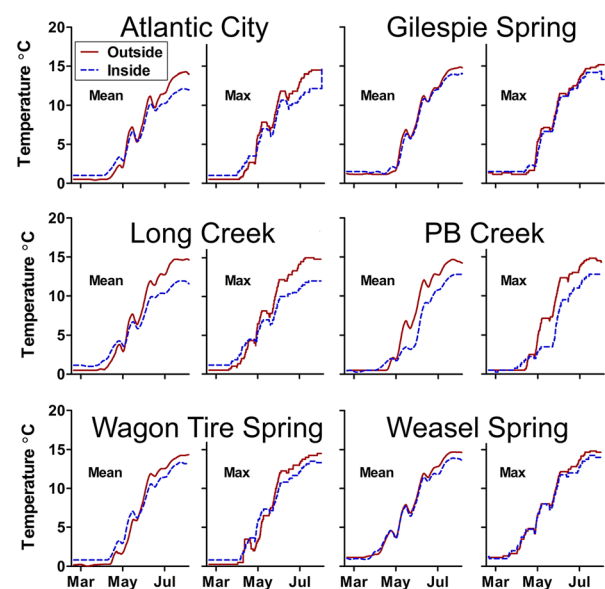 Atlantic City Gilespie Spring
20
15
10
5
0
Temperature °C
Outside
Inside
Mean Max Mean Max
Long Creek PB Creek
20
15
10
5
0
Temperature °C
Mean Max Mean Max
Wagon Tire Spring Weasel Spring
20
15
10
5
0
Temperature °C
Mean Max Mean Max
Mar May Jul Mar May Jul Mar May Jul Mar May Jul